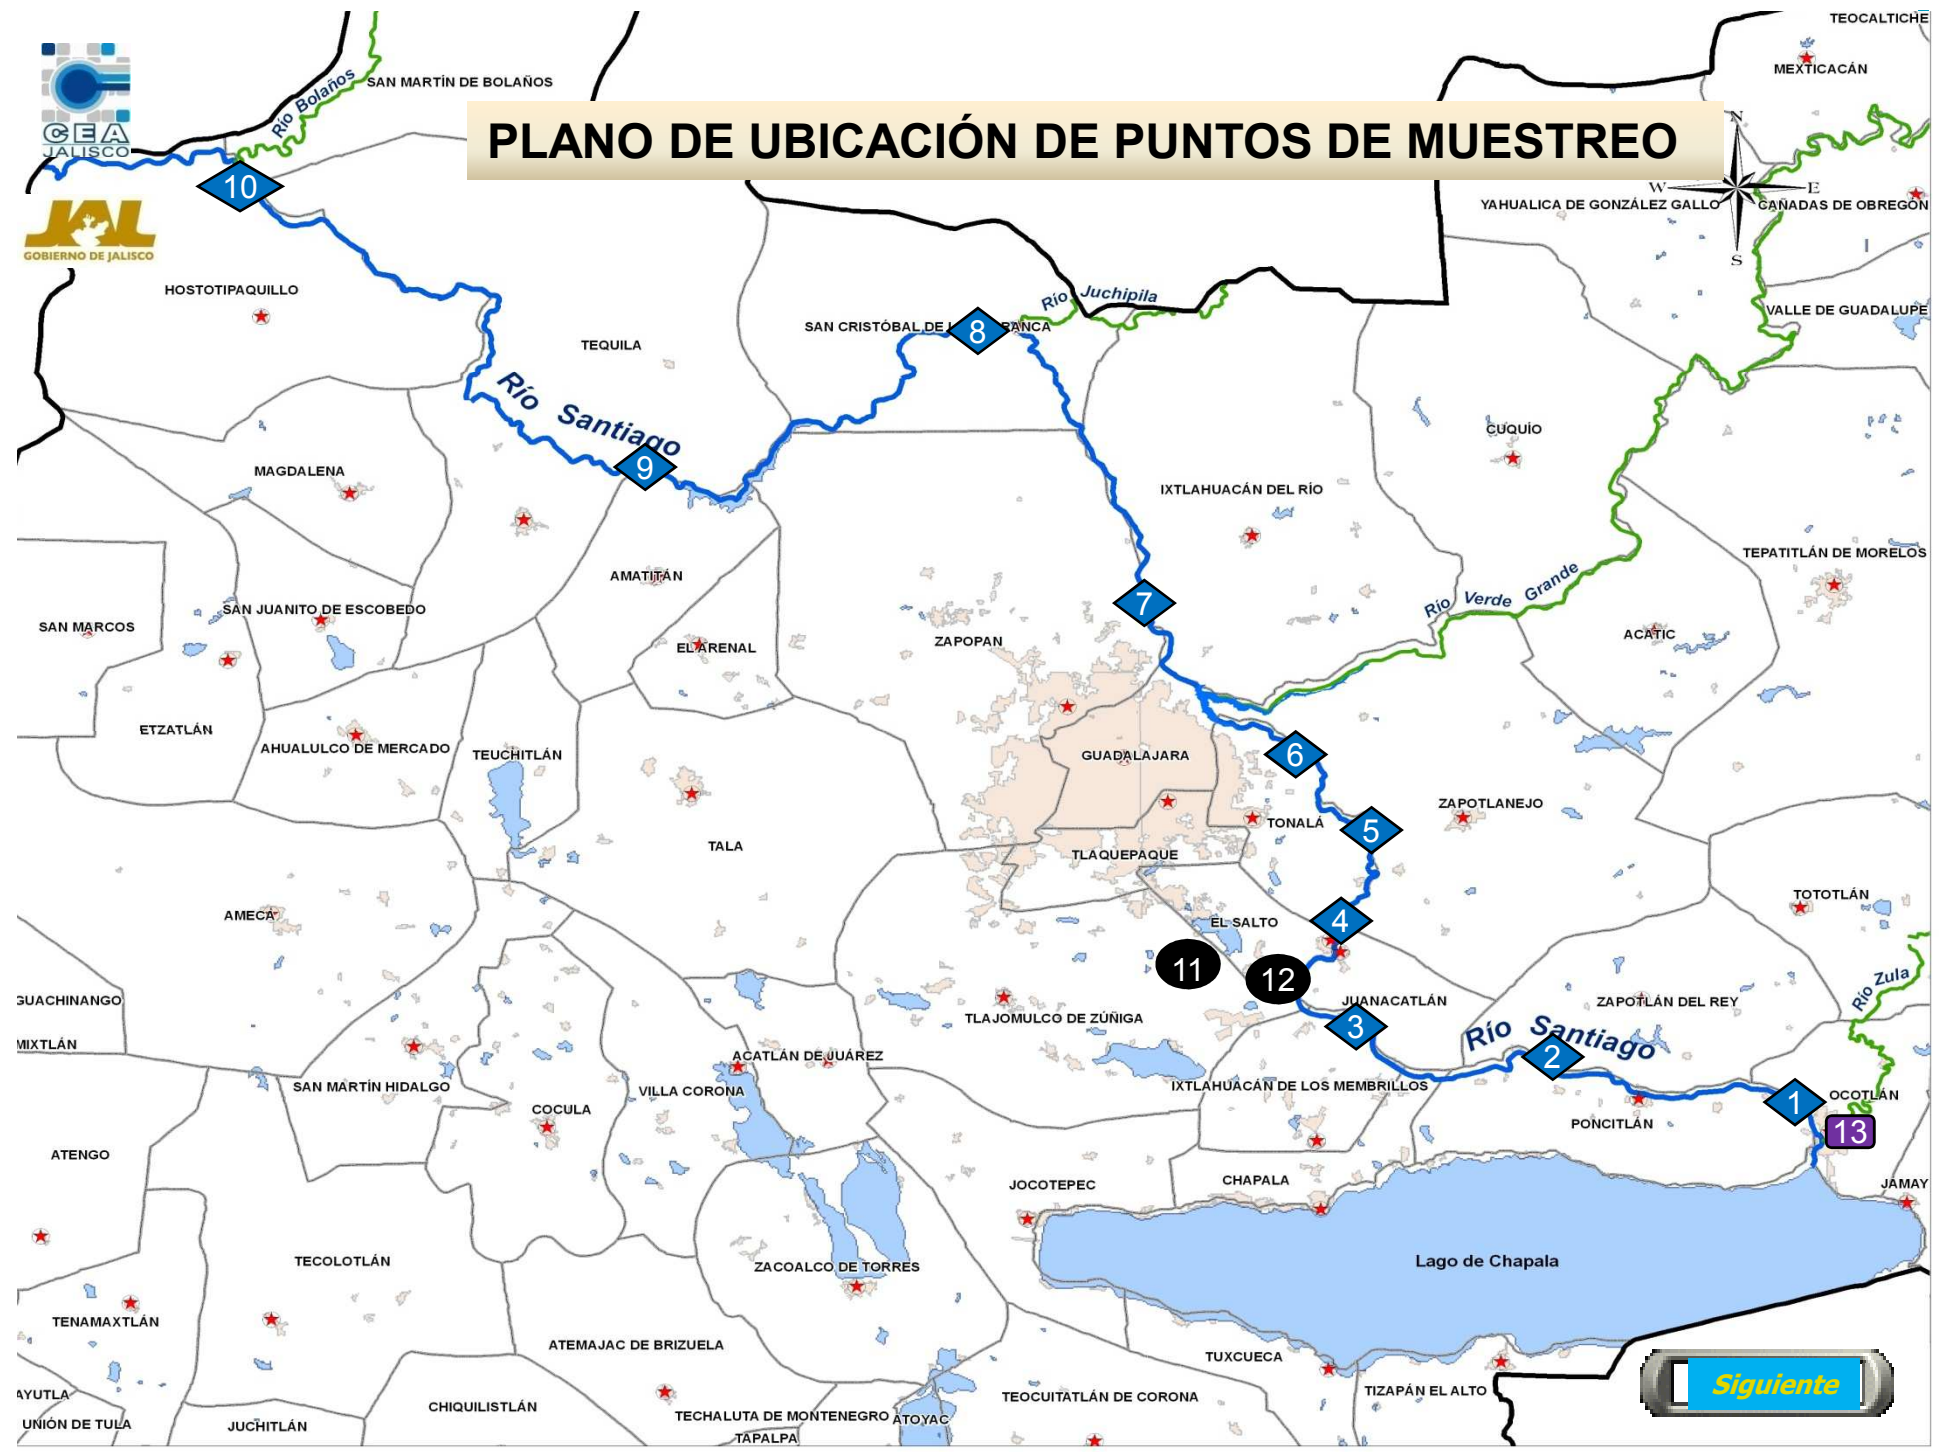 TEOCALTICHE
MEXTICACÁN
SAN MARTÍN DE BOLAÑOS
Río Bolaños
CEA
JALISCO
PLANO DE UBICACIÓN DE PUNTOS DE MUESTREO
N
W
E
S
10
JAL
GOBIERNO DE JALISCO
YAHUALICA DE GONZÁLEZ GALLO
CAÑADAS DE OBREGÓN
HOSTOTIPAQUILLO
Río Juchipila
VALLE DE GUADALUPE
SAN CRISTÓBAL DE L
RANCA
8
TEQUILA
Río Santiago
9
CUQUÍO
MAGDALENA
IXTLAHUACÁN DEL RÍO
TEPATITLÁN DE MORELOS
AMATITÁN
Río Verde Grande
7
SAN JUANITO DE ESCOBEDO
SAN MARCOS
ZAPOPAN
ACATIC
EL ARENAL
ETZATLÁN
AHUALULCO DE MERCADO
TEUCHITLÁN
GUADALAJARA
6
ZAPOTLANEJO
TONALÁ
5
TALA
TLAQUEPAQUE
TOTOTLÁN
AMECA
EL SALTO
4
11
12
Río Zula
GUACHINANGO
JUANACATLÁN
ZAPOTLÁN DEL REY
TLAJOMULCO DE ZÚÑIGA
3
Río Santiago
2
MIXTLÁN
ACATLÁN DE JUÁREZ
SAN MARTÍN HIDALGO
VILLA CORONA
IXTLAHUACÁN DE LOS MEMBRILLOS
1
OCOTLÁN
COCULA
PONCITLÁN
13
ATENGO
JOCOTEPEC
CHAPALA
JAMAY
TECOLOTLÁN
ZACOALCO DE TORRES
Lago de Chapala
TENAMAXTLÁN
ATEMAJAC DE BRIZUELA
TUXCUECA
Siguiente
AYUTLA
TEOCUITATLÁN DE CORONA
TIZAPÁN EL ALTO
CHIQUILISTLÁN
UNIÓN DE TULA
JUCHITLÁN
TECHALUTA DE MONTENEGRO
ATOYAC
TAPALPA